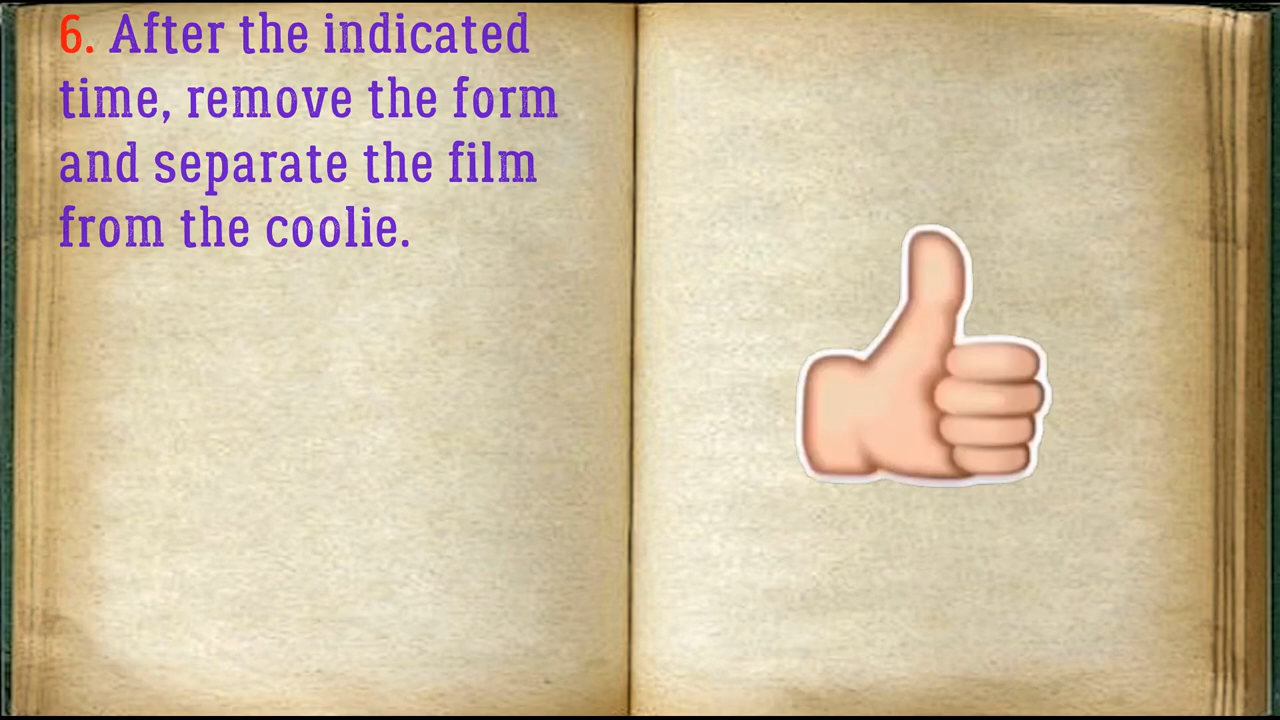 6. After the indicated
time, remove the form
and separate the film
from the coolie.